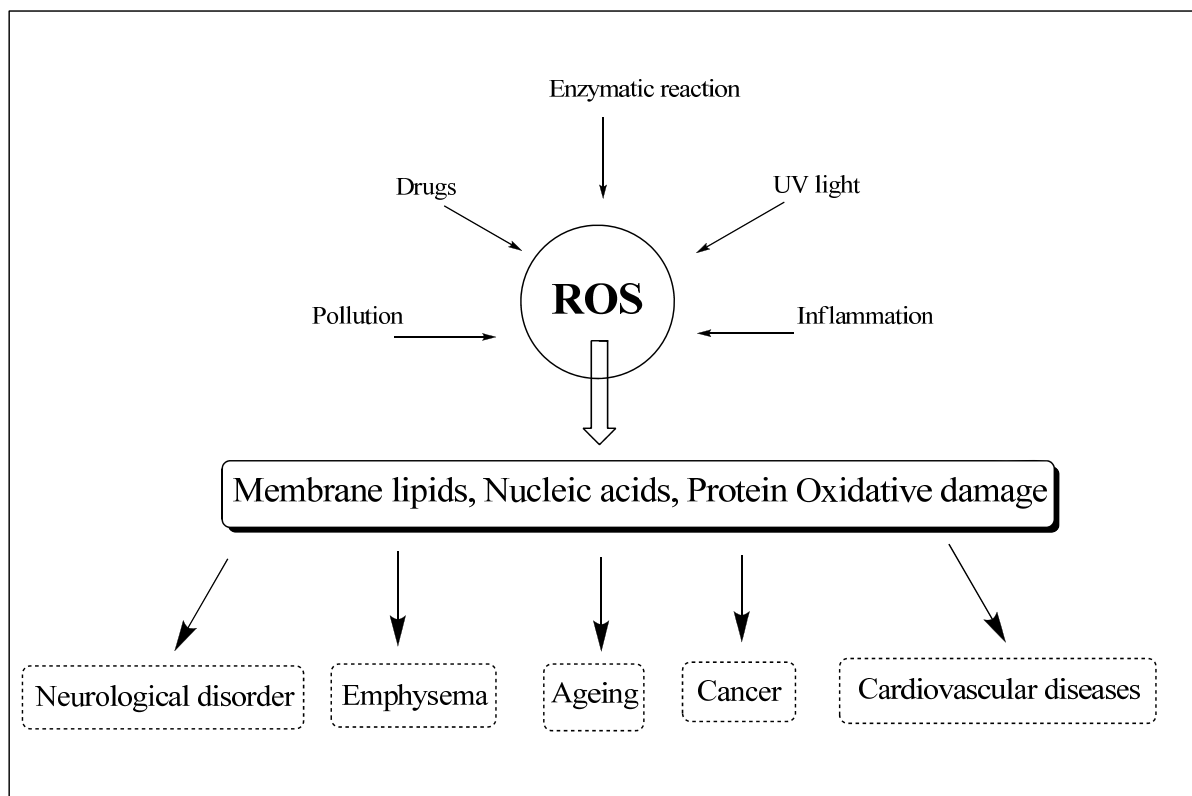 Enzymatic reaction
Drugs
UV light
ROS
Pollution
Inflammation
Membrane lipids, Nucleic acids, Protein Oxidative damage
Neurological disorder
Emphysema
Ageing
Cancer
Cardiovascular diseases